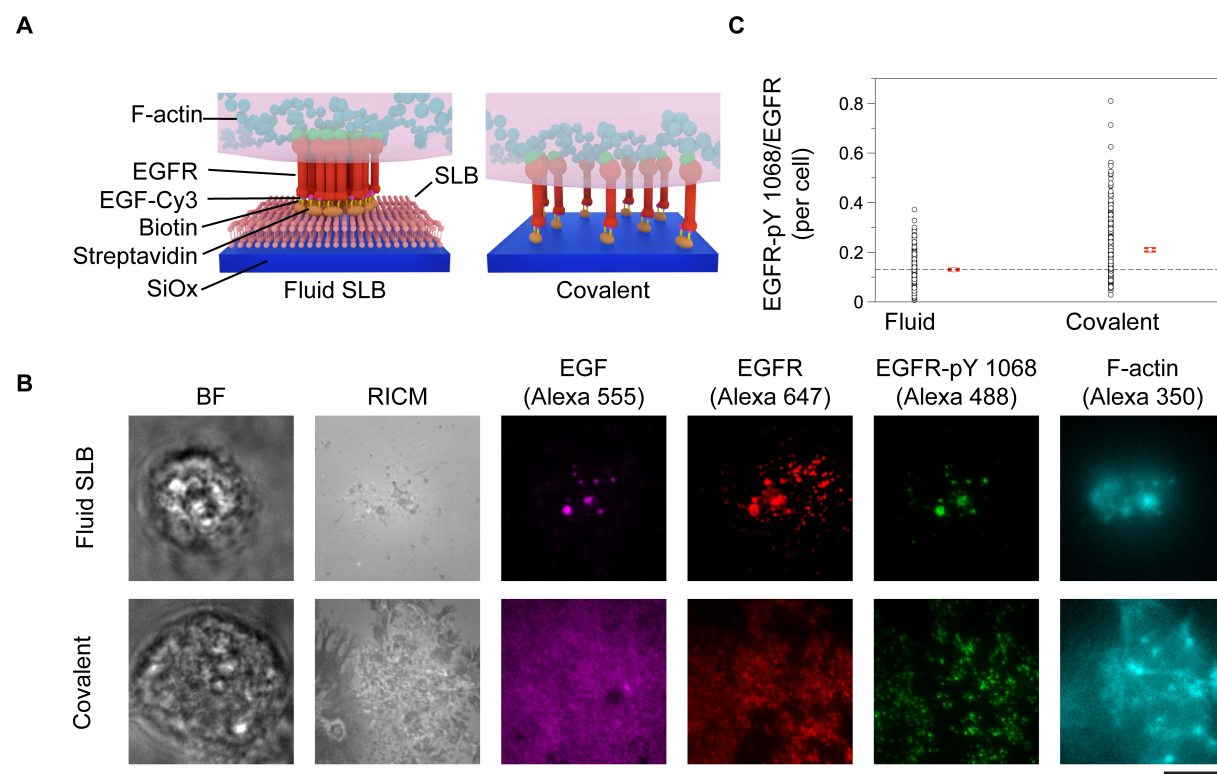 A
F-actin
EGFR
EGF-Cy3
Biotin
Streptavidin
SiOx
SLB
Fluid SLB
Covalent
C
EGFR-pY 1068/EGFR
(per cell)
0.8
0.6
0.4
0.2
0
Fluid
Covalent
B
BF
RICM
EGF
(Alexa 555)
EGFR
(Alexa 647)
EGFR-pY 1068
(Alexa 488)
F-actin
(Alexa 350)
Fluid SLB
Covalent